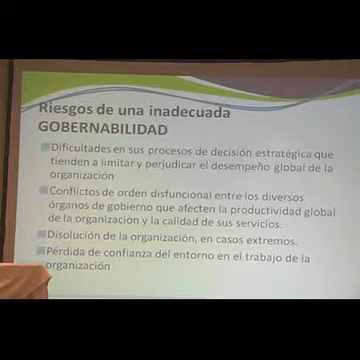 Riesgos de una inadecuada
GOBERNABILIDAD
Dificultades en sus procesos de decisión estratégica que
tienden a limitar y perjudicar el desempeño global de la
organización
Conflictos de orden disfuncional entre los diversos
órganos de gobierno que afecten la productividad global
de la organización y la calidad de sus servicios.
Disolución de la organización, en casos extremos.
Pérdida de confianza del entorno en el trabajo de la
organización